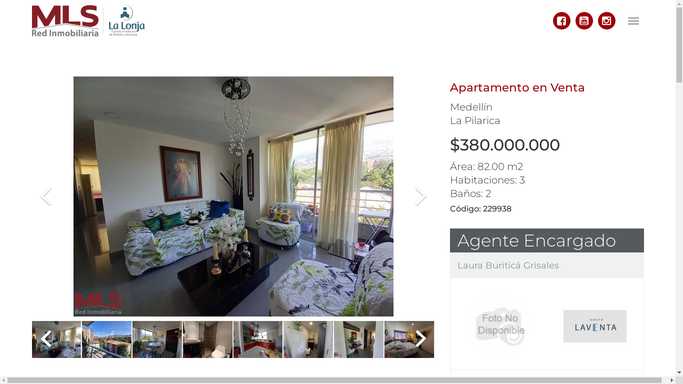 MLS
Red Inmobiliaria
La Lonja
Apartamento en Venta
Medellín
La Pilarica
$380.000.000
Área: 82.00 m2
Habitaciones: 3
Baños: 2
Código: 229938
MLS
Red Inmobiliaria
Agente Encargado
Laura Buriticá Grisales
Foto No
Disponible
LAVENTA